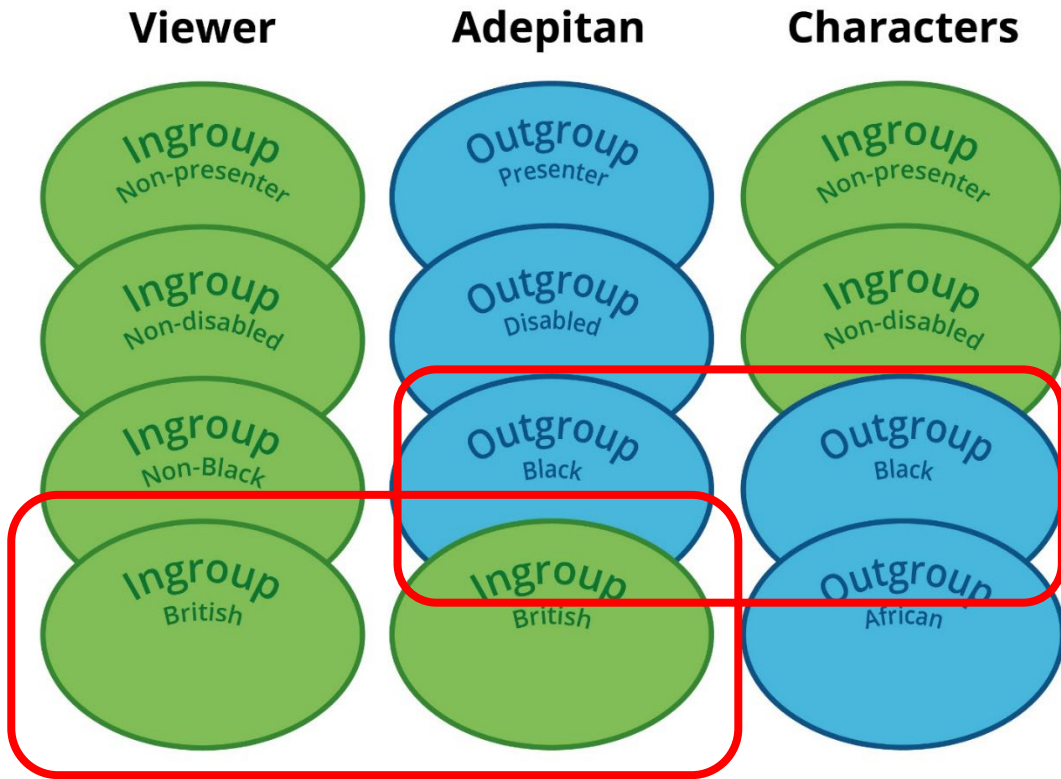 Viewer
Adepitan
Characters
Ingroup
Non-presenter
Outgroup
Presenter
Ingroup
Non-presenter
Ingroup
Non-disabled
Outgroup
Disabled
Ingroup
Non-disabled
Ingroup
Non-Black
Outgroup
Black
Outgroup
Black
Ingroup
British
Ingroup
British
Outgroup
African